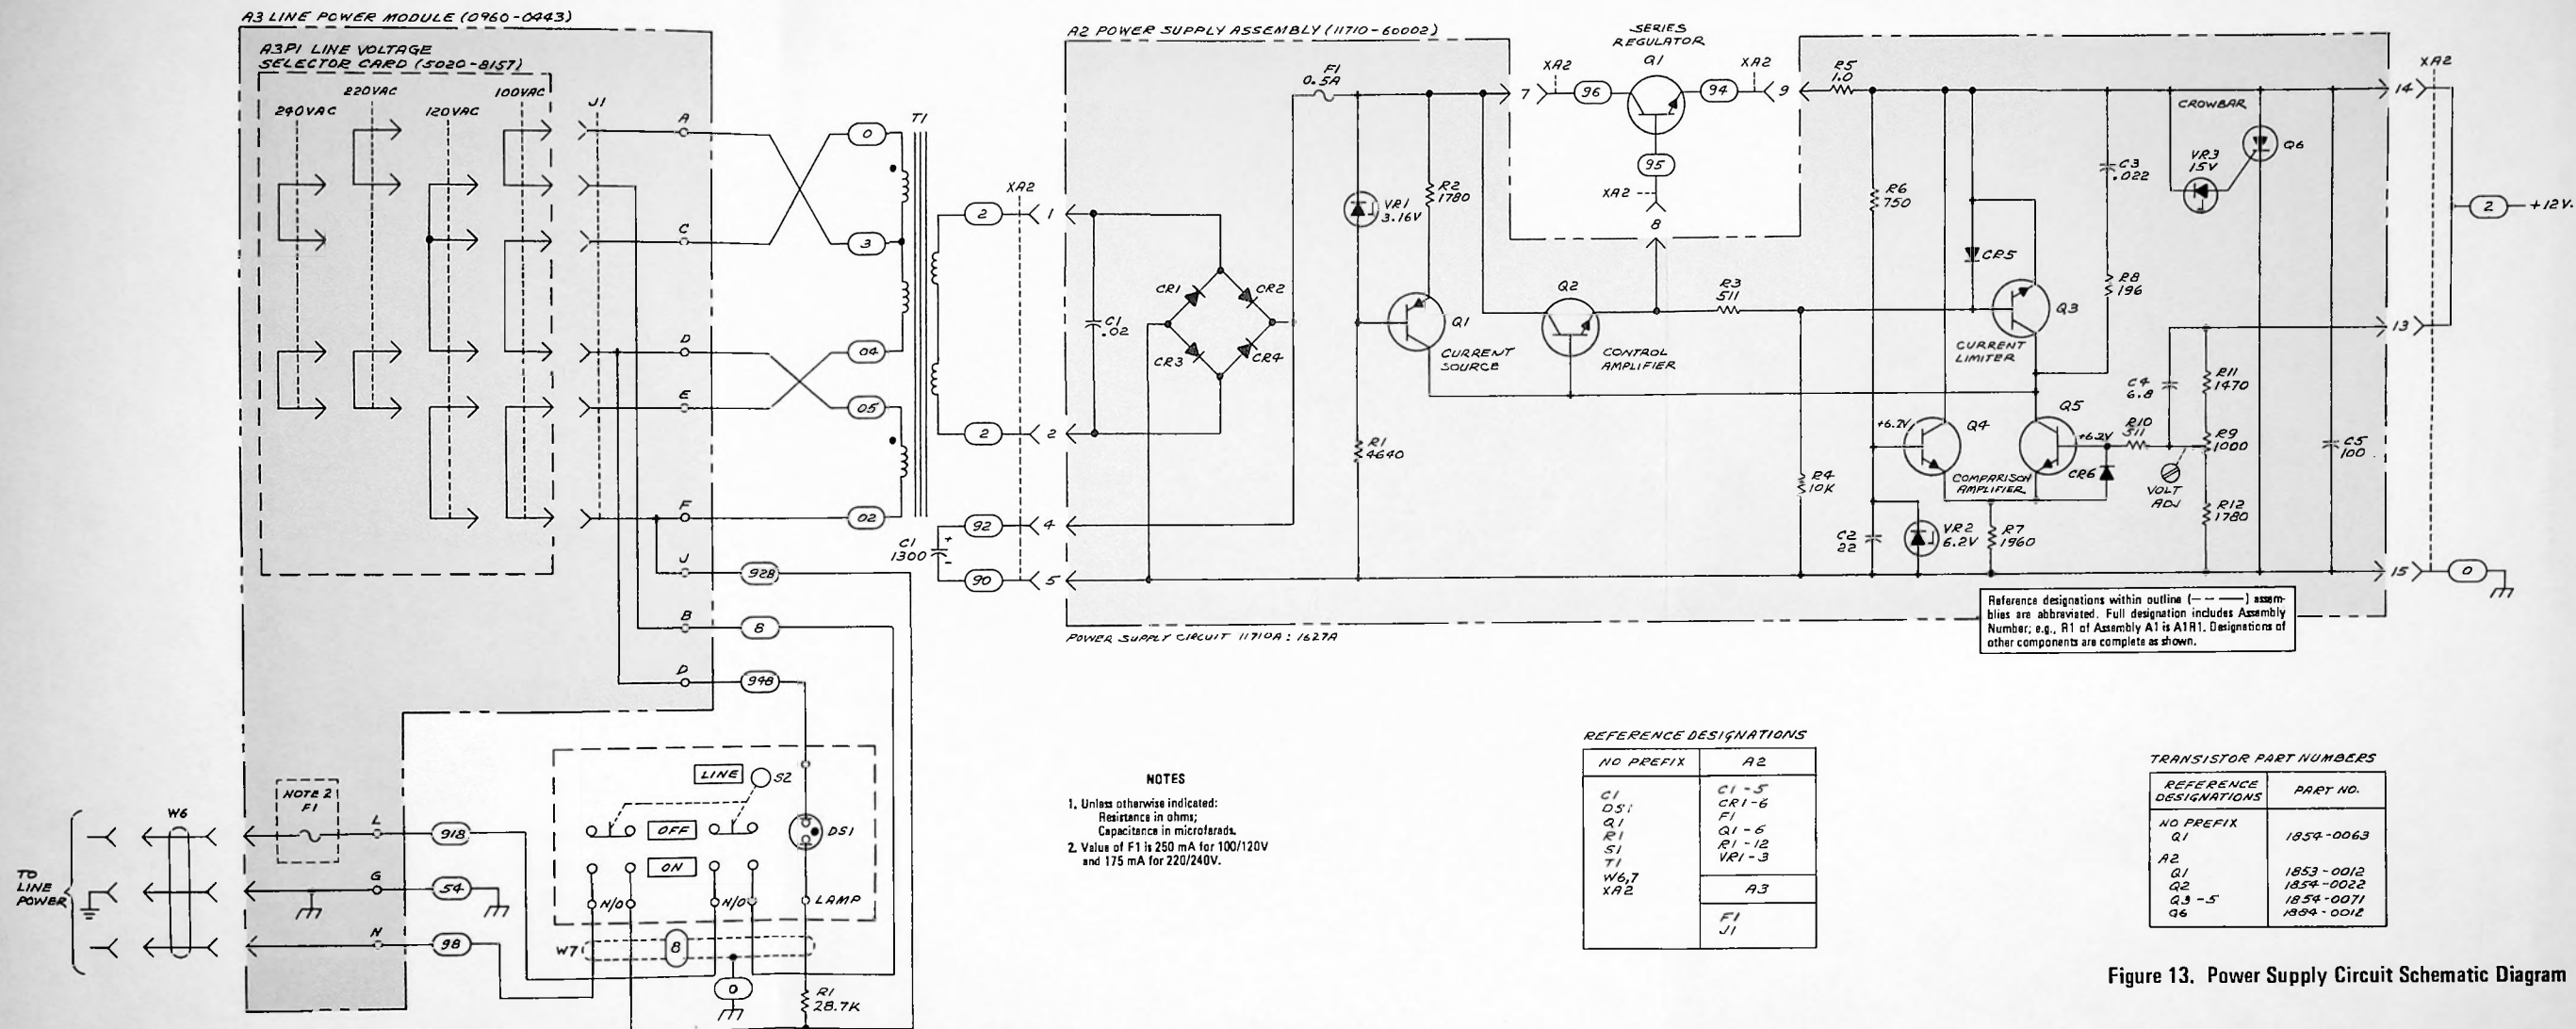 A3 LINE POWER MODULE (0960-0443)
A3P1 LINE VOLTAGE
SELECTOR CARD (5020-8157)
240VAC
220VAC
120VAC
100VAC
J1
A
C
D
E
F
J
B
D
928
8
948
0
3
04
05
02
T1
XA2
2
1
2
2
92
4
90
5
C1
1300
+
-
A2 POWER SUPPLY ASSEMBLY (11710-60002)
C1
.02
CR1
CR2
CR3
CR4
F1
0.5A
VR1
3.16V
R2
1780
R1
4640
Q1
CURRENT
SOURCE
SERIES
REGULATOR
Q1
7
XA2
96
94
XA2
9
95
XA2
8
Q2
CONTROL
AMPLIFIER
R3
511
R4
10K
R5
1.0
R6
750
CR5
Q3
CURRENT
LIMITER
C3
.022
R8
196
+6.2V
Q4
Q5
+6.2V
COMPARISON
AMPLIFIER
CR6
R10
511
C4
6.8
R11
1470
R9
1000
VOLT
ADJ
R12
1780
C2
22
VR2
6.2V
R7
1960
CROWBAR
VR3
15V
Q6
C5
100
XA2
14
13
15
2
+12V.
0
POWER SUPPLY CIRCUIT 11710A: 1627A
Reference designations within outline (— — —) assem-
blies are abbreviated. Full designation includes Assembly
Number; e.g., R1 of Assembly A1 is A1R1. Designations of
other components are complete as shown.
TO
LINE
POWER
W6
NOTE 2
F1
L
918
G
54
N
98
LINE
S2
OFF
ON
DS1
N/O
N/O
LAMP
W7
8
0
R1
28.7K
NOTES
1. Unless otherwise indicated:
Resistance in ohms;
Capacitance in microfarads.
2. Value of F1 is 250 mA for 100/120V
and 175 mA for 220/240V.
REFERENCE DESIGNATIONS
NO PREFIX
A2
C1
DS1
Q1
R1
S1
T1
W6,7
XA2
C1-5
CR1-6
F1
Q1-6
R1-12
VR1-3
A3
F1
J1
TRANSISTOR PART NUMBERS
REFERENCE
DESIGNATIONS
PART NO.
NO PREFIX
Q1 1854-0063
A2
Q1 1853-0012
Q2 1854-0022
Q3-5 1854-0071
Q6 1884-0012
Figure 13. Power Supply Circuit Schematic Diagram